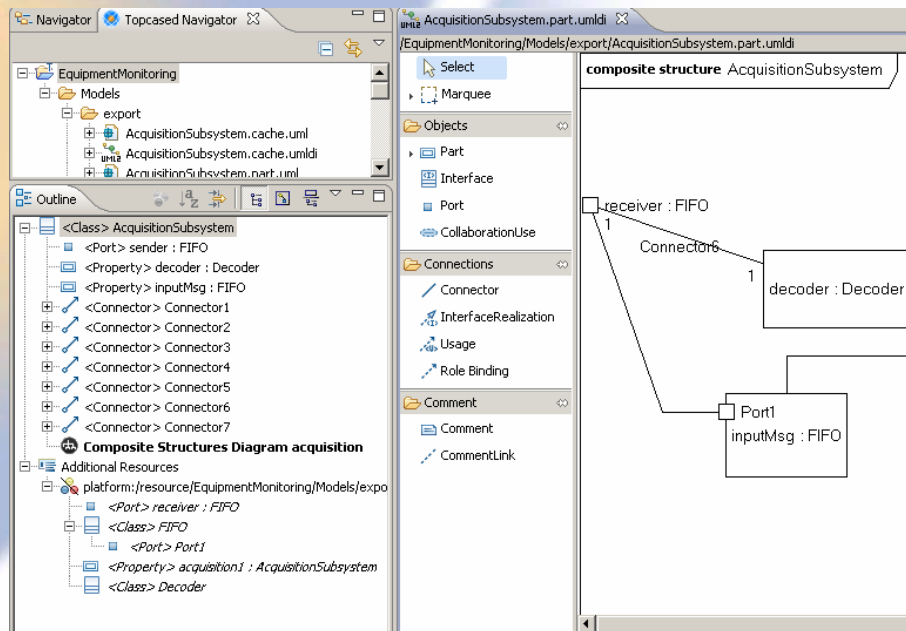 Navigator
Topcased Navigator
EquipmentMonitoring
Models
export
AcquisitionSubsystem.cache.uml
AcquisitionSubsystem.cache.umldi
AcquisitionSubsystem.part.uml
Outline
<Class> AcquisitionSubsystem
<Port> sender : FIFO
<Property> decoder : Decoder
<Property> inputMsg : FIFO
<Connector> Connector1
<Connector> Connector2
<Connector> Connector3
<Connector> Connector4
<Connector> Connector5
<Connector> Connector6
<Connector> Connector7
Composite Structures Diagram acquisition
Additional Resources
platform:/resource/EquipmentMonitoring/Models/expo
<Port> receiver : FIFO
<Class> FIFO
<Port> Port1
<Property> acquisition1 : AcquisitionSubsystem
<Class> Decoder
AcquisitionSubsystem.part.umldi
/EquipmentMonitoring/Models/export/AcquisitionSubsystem.part.umldi
Select
Marquee
Objects
Part
Interface
Port
CollaborationUse
Connections
Connector
InterfaceRealization
Usage
Role Binding
Comment
Comment
CommentLink
composite structure AcquisitionSubsystem
receiver : FIFO
1
Connector6
1
decoder : Decoder
Port1
inputMsg : FIFO